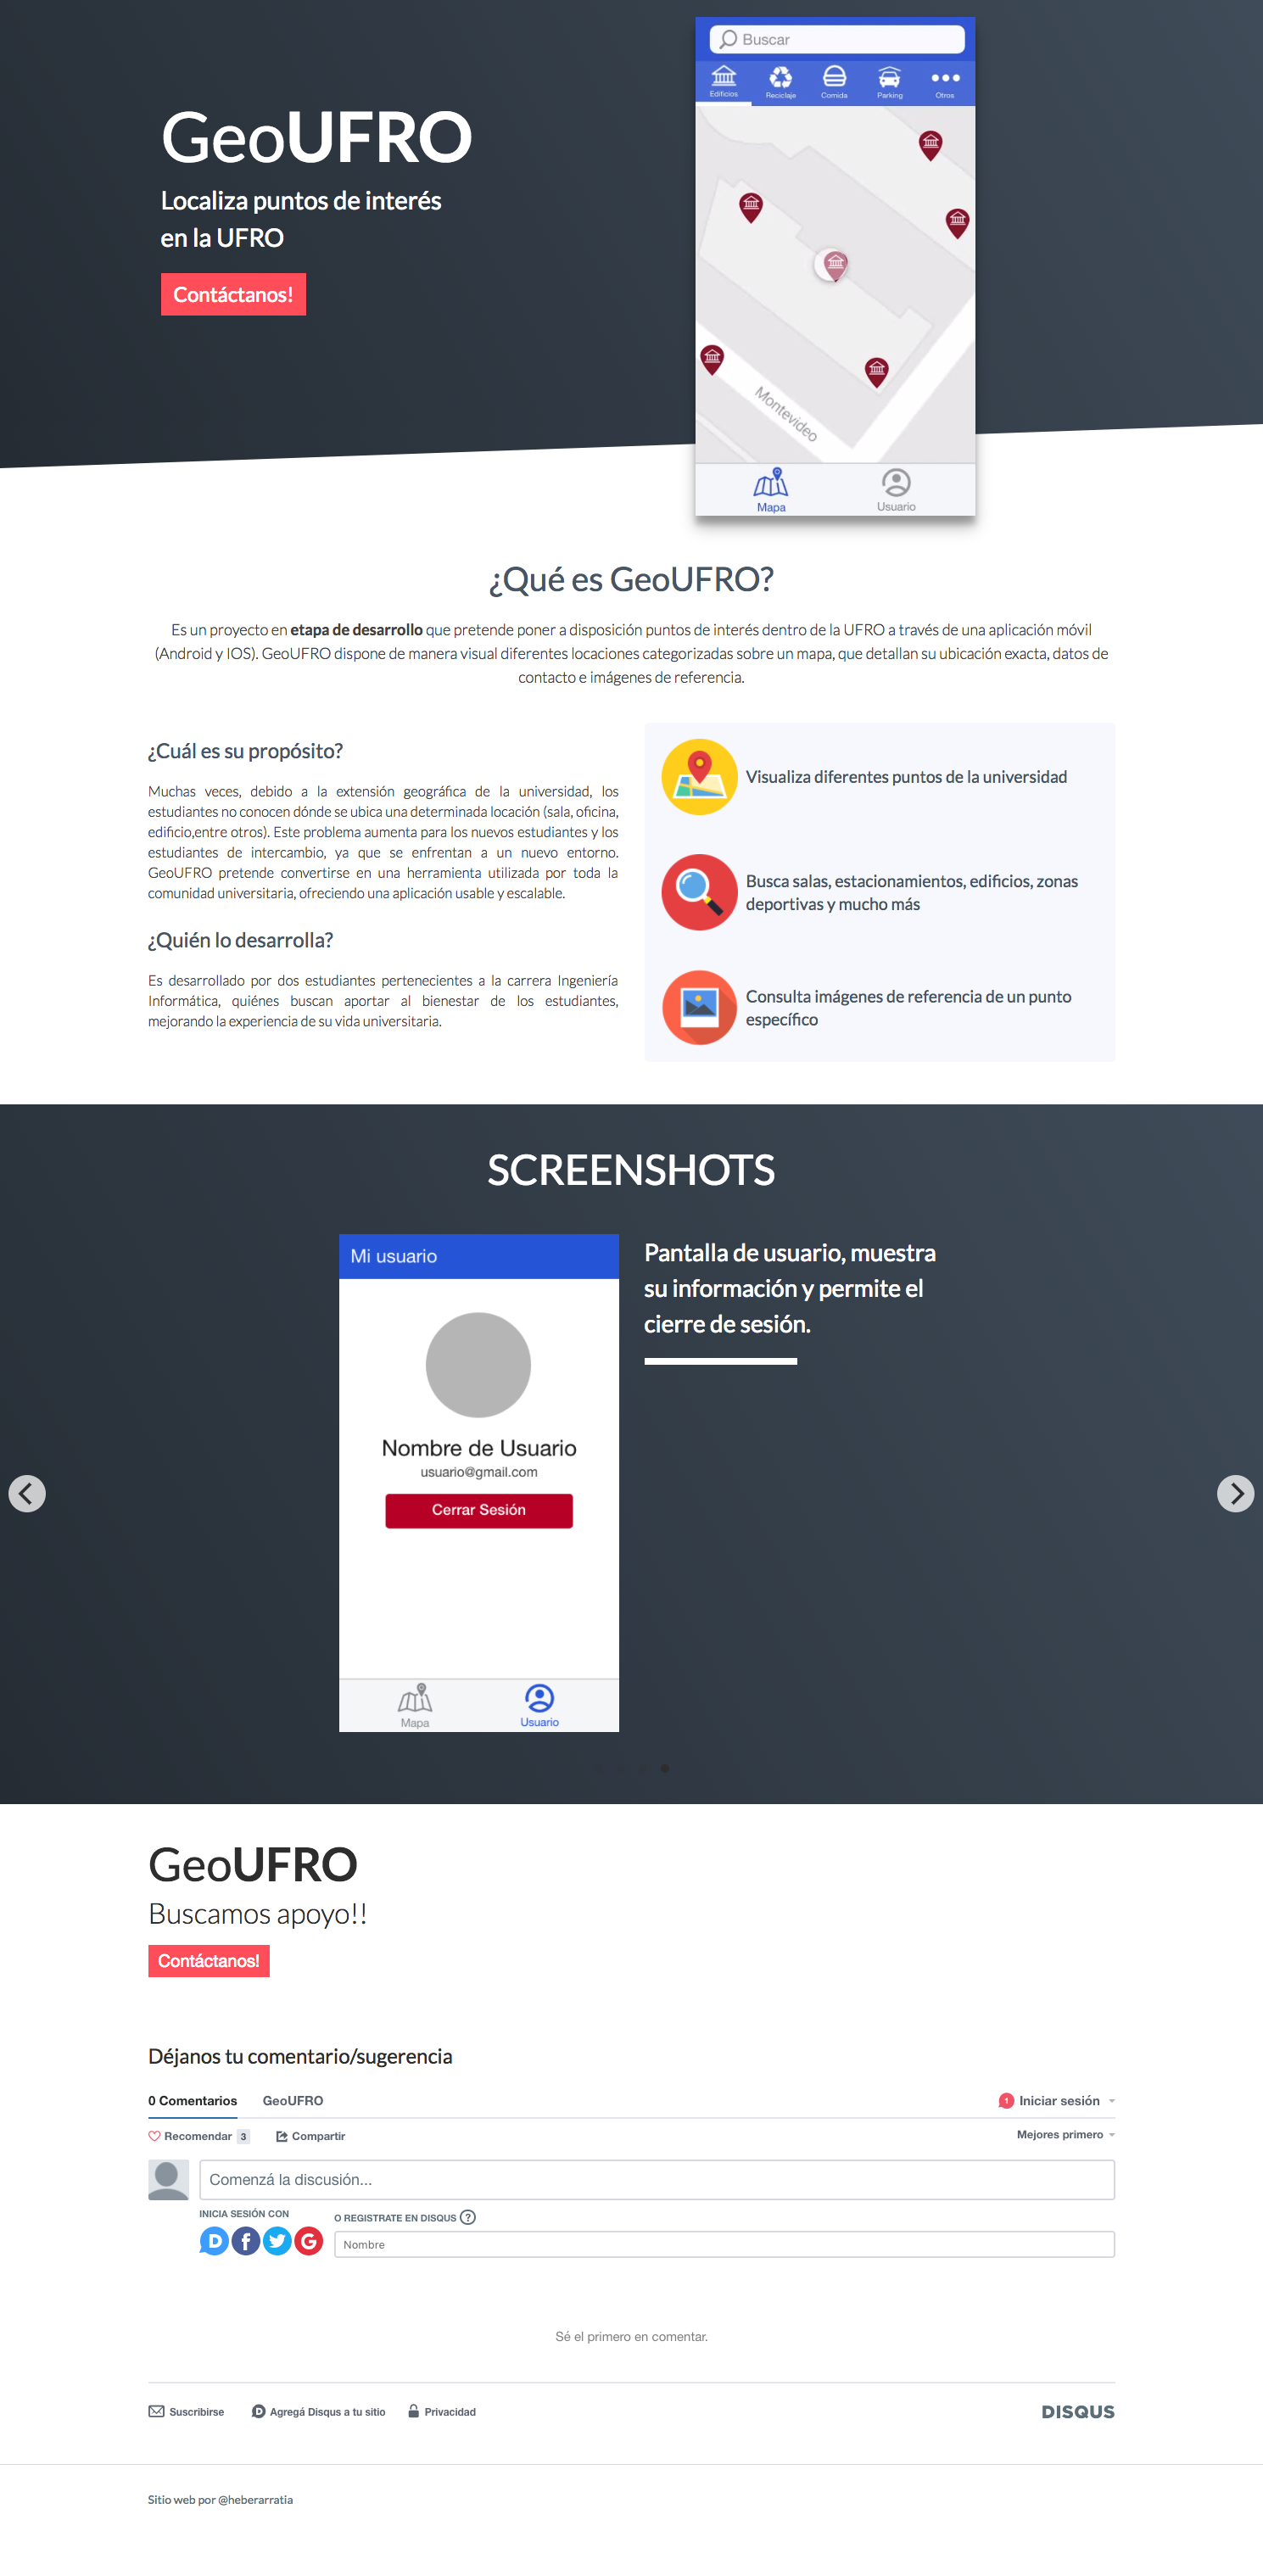 GeoUFRO
Localiza puntos de interés
en la UFRO
Contáctanos!
Buscar
Edificios
Reciclaje
Comida
Parking
Otros
Montevideo
Mapa
Usuario
¿Qué es GeoUFRO?
Es un proyecto en etapa de desarrollo que pretende poner a disposición puntos de interés dentro de la UFRO a través de una aplicación móvil
(Android y IOS). GeoUFRO dispone de manera visual diferentes locaciones categorizadas sobre un mapa, que detallan su ubicación exacta, datos de
contacto e imágenes de referencia.
¿Cuál es su propósito?
Muchas veces, debido a la extensión geográfica de la universidad, los
estudiantes no conocen dónde se ubica una determinada locación (sala, oficina,
edificio,entre otros). Este problema aumenta para los nuevos estudiantes y los
estudiantes de intercambio, ya que se enfrentan a un nuevo entorno.
GeoUFRO pretende convertirse en una herramienta utilizada por toda la
comunidad universitaria, ofreciendo una aplicación usable y escalable.
¿Quién lo desarrolla?
Es desarrollado por dos estudiantes pertenecientes a la carrera Ingeniería
Informática, quiénes buscan aportar al bienestar de los estudiantes,
mejorando la experiencia de su vida universitaria.
Visualiza diferentes puntos de la universidad
Busca salas, estacionamientos, edificios, zonas
deportivas y mucho más
Consulta imágenes de referencia de un punto
específico
SCREENSHOTS
Mi usuario
Nombre de Usuario
usuario@gmail.com
Cerrar Sesión
Mapa
Usuario
Pantalla de usuario, muestra
su información y permite el
cierre de sesión.
GeoUFRO
Buscamos apoyo!!
Contáctanos!
Déjanos tu comentario/sugerencia
0 Comentarios
GeoUFRO
1
Iniciar sesión
Recomendar 3
Compartir
Mejores primero
Comenzá la discusión...
INICIA SESIÓN CON
O REGISTRATE EN DISQUS ?
Nombre
Sé el primero en comentar.
Suscribirse
Agregá Disqus a tu sitio
Privacidad
DISQUS
Sitio web por @heberarratia